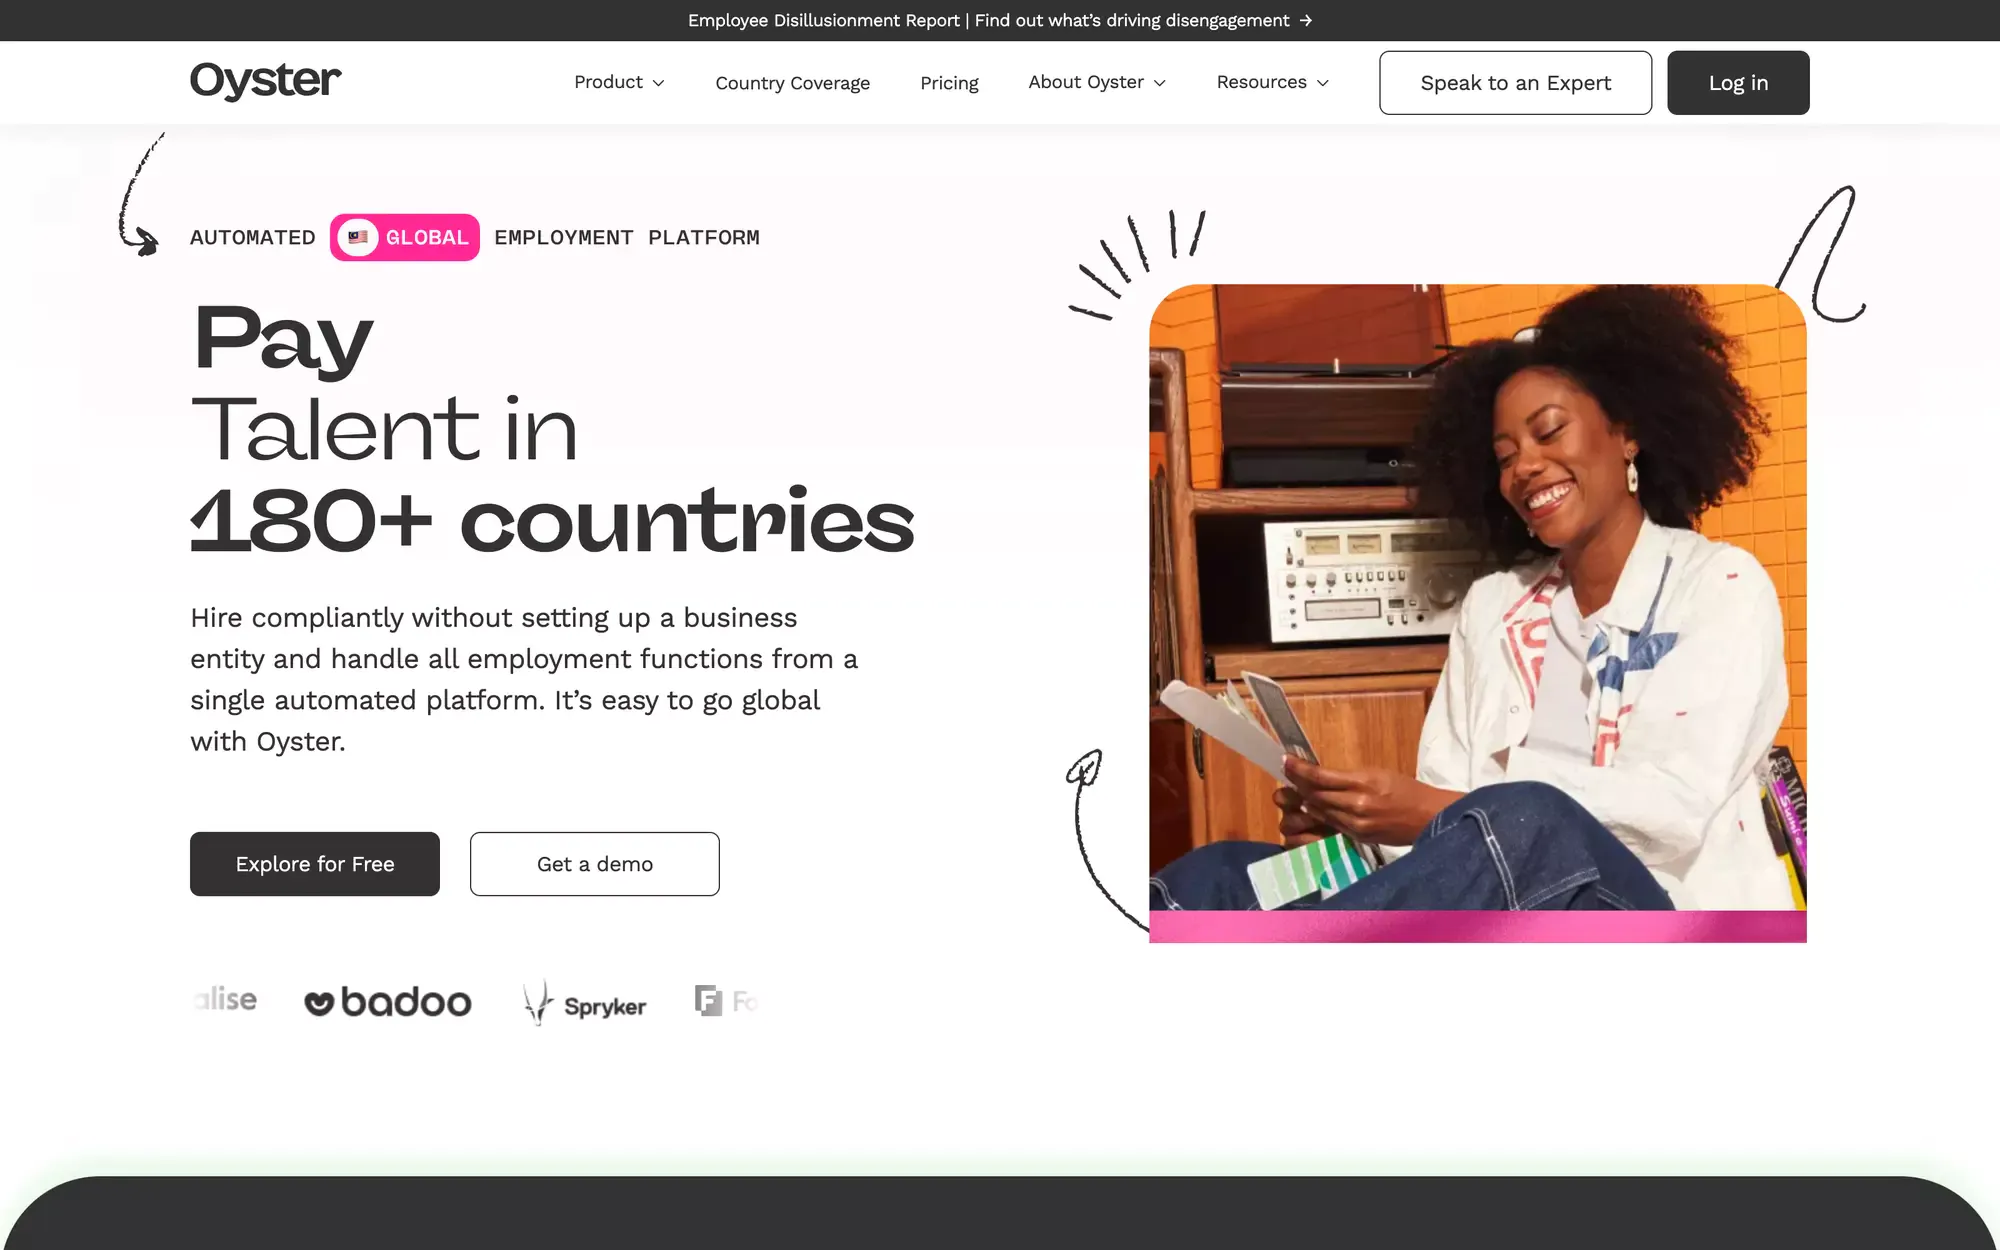 Employee Disillusionment Report | Find out what's driving disengagement →
Oyster
Product
Country Coverage
Pricing
About Oyster
Resources
Speak to an Expert
Log in
AUTOMATED GLOBAL EMPLOYMENT PLATFORM
Pay
Talent in
180+ countries
Hire compliantly without setting up a business
entity and handle all employment functions from a
single automated platform. It's easy to go global
with Oyster.
Explore for Free
Get a demo
alise
badoo
Spryker
F Fo